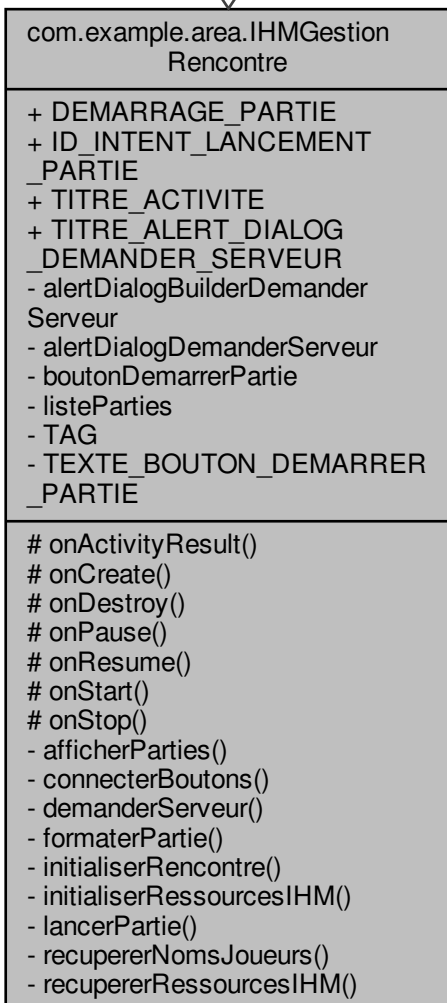 com.example.area.IHMGestion
Rencontre
+ DEMARRAGE_PARTIE
+ ID_INTENT_LANCEMENT
_PARTIE
+ TITRE_ACTIVITE
+ TITRE_ALERT_DIALOG
_DEMANDER_SERVEUR
- alertDialogBuilderDemander
Serveur
- alertDialogDemanderServeur
- boutonDemarrerPartie
- listeParties
- TAG
- TEXTE_BOUTON_DEMARRER
_PARTIE
# onActivityResult()
# onCreate()
# onDestroy()
# onPause()
# onResume()
# onStart()
# onStop()
- afficherParties()
- connecterBoutons()
- demanderServeur()
- formaterPartie()
- initialiserRencontre()
- initialiserRessourcesIHM()
- lancerPartie()
- recupererNomsJoueurs()
- recupererRessourcesIHM()